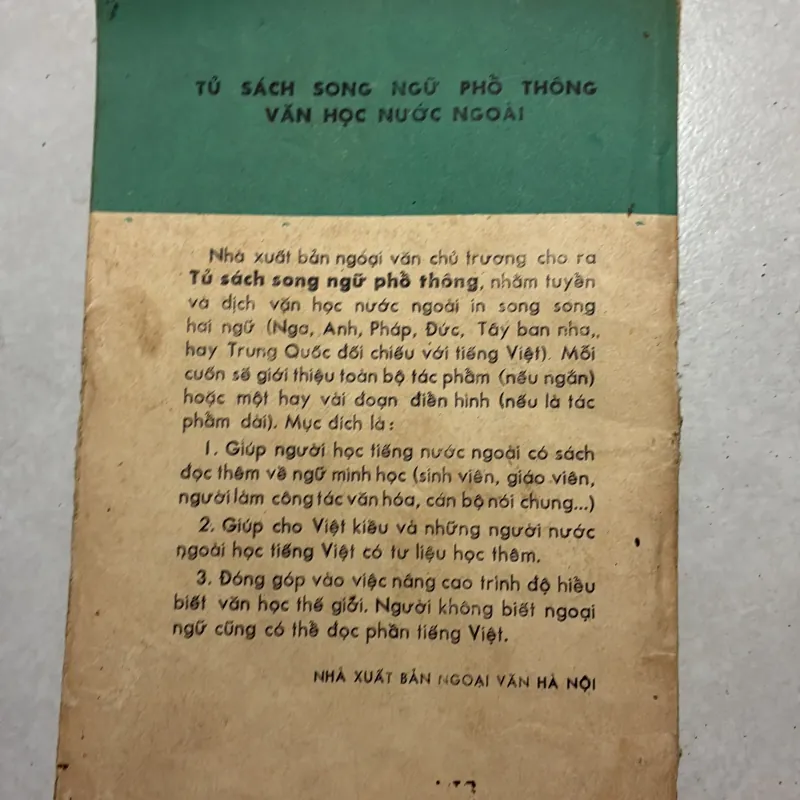 TỦ SÁCH SONG NGỮ PHỔ THÔNG
VĂN HỌC NƯỚC NGOÀI
Nhà xuất bản ngoại văn chủ trương cho ra
Tủ sách song ngữ phổ thông, nhằm tuyển
và dịch văn học nước ngoài in song song
hai ngữ (Nga, Anh, Pháp, Đức, Tây ban nha,,
hay Trung Quốc đối chiếu với tiếng Việt). Mỗi
cuốn sẽ giới thiệu toàn bộ tác phẩm (nếu ngắn)
hoặc một hay vài đoạn điển hình (nếu là tác
phẩm dài). Mục đích là :
1. Giúp người học tiếng nước ngoài có sách
đọc thêm về ngữ mình học (sinh viên, giáo viên,
người làm công tác văn hóa, cán bộ nói chung...)
2. Giúp cho Việt kiều và những người nước
ngoài học tiếng Việt có tư liệu học thêm.
3. Đóng góp vào việc nâng cao trình độ hiểu
biết văn học thế giới. Người không biết ngoại
ngữ cũng có thể đọc phần tiếng Việt.
NHÀ XUẤT BẢN NGOẠI VĂN HÀ NỘI